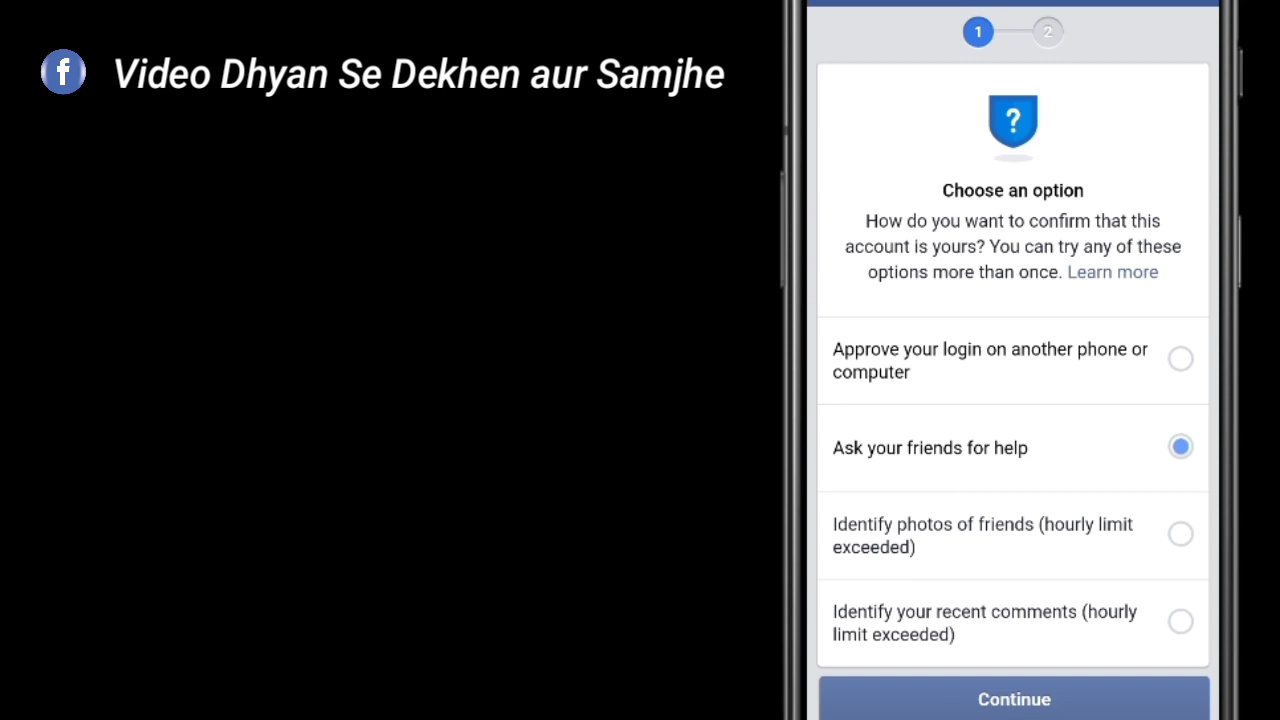 f Video Dhyan Se Dekhen aur Samjhe
1 2
?
Choose an option
How do you want to confirm that this
account is yours? You can try any of these
options more than once. Learn more
Approve your login on another phone or
computer
Ask your friends for help
Identify photos of friends (hourly limit
exceeded)
Identify your recent comments (hourly
limit exceeded)
Continue